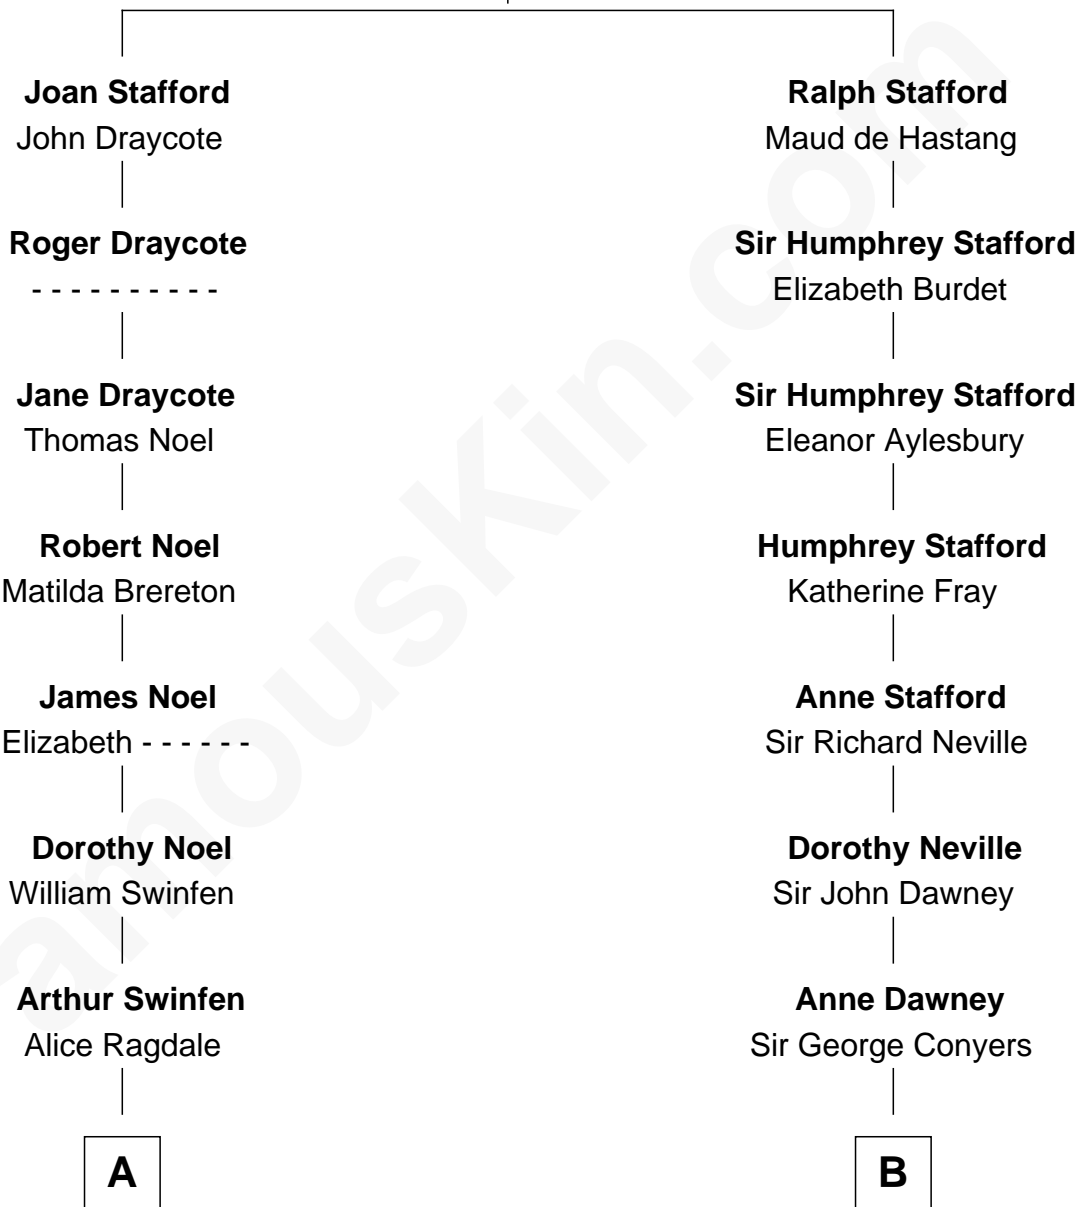 Joan Stafford
John Draycote
Roger Draycote
- - - - - - - - - -
Jane Draycote
Thomas Noel
Robert Noel
Matilda Brereton
James Noel
Elizabeth - - - - - -
Dorothy Noel
William Swinfen
Arthur Swinfen
Alice Ragdale
A
Ralph Stafford
Maud de Hastang
Sir Humphrey Stafford
Elizabeth Burdet
Sir Humphrey Stafford
Eleanor Aylesbury
Humphrey Stafford
Katherine Fray
Anne Stafford
Sir Richard Neville
Dorothy Neville
Sir John Dawney
Anne Dawney
Sir George Conyers
B
amousKin.com